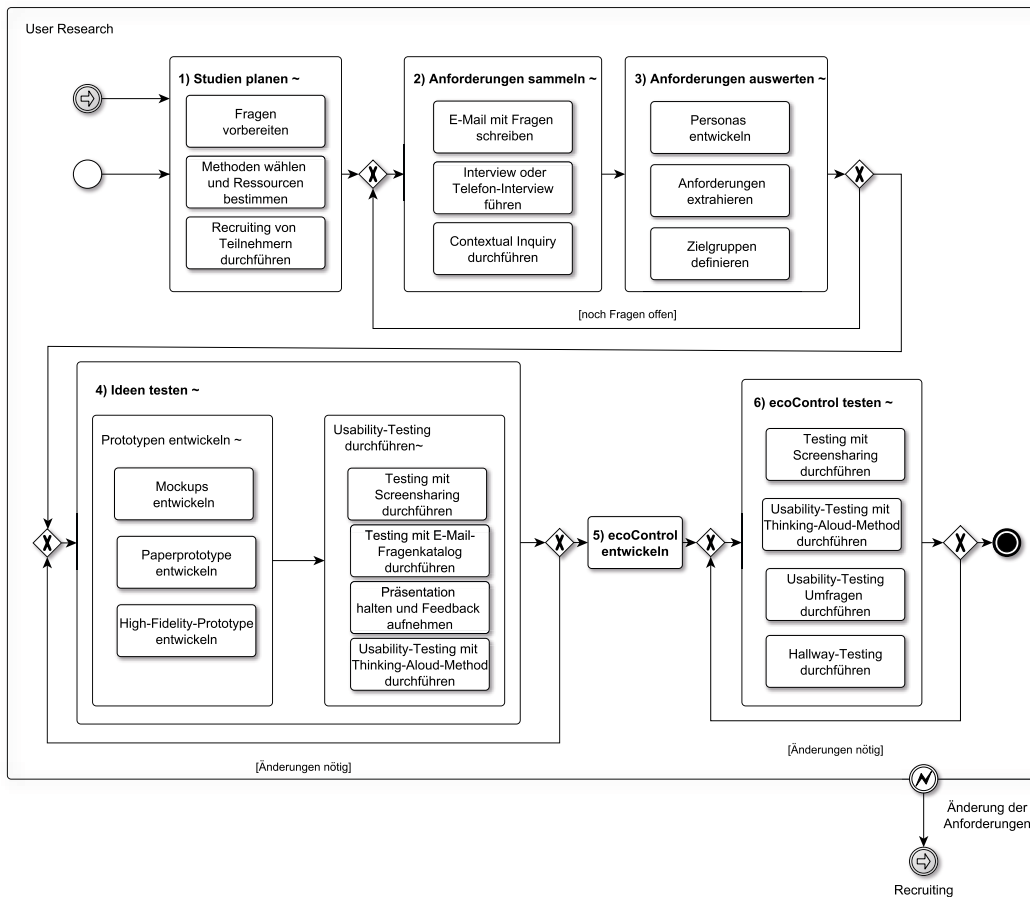 User Research
1) Studien planen ~
Fragen
vorbereiten
Methoden wählen
und Ressourcen
bestimmen
Recruiting von
Teilnehmern
durchführen
2) Anforderungen sammeln ~
E-Mail mit Fragen
schreiben
Interview oder
Telefon-Interview
führen
Contextual Inquiry
durchführen
3) Anforderungen auswerten ~
Personas
entwickeln
Anforderungen
extrahieren
Zielgruppen
definieren
X
X
[noch Fragen offen]
4) Ideen testen ~
Prototypen entwickeln ~
Mockups
entwickeln
Paperprototype
entwickeln
High-Fidelity-Prototype
entwickeln
Usability-Testing
durchführen~
Testing mit
Screensharing
durchführen
Testing mit E-Mail-
Fragenkatalog
durchführen
Präsentation
halten und Feedback
aufnehmen
Usability-Testing mit
Thinking-Aloud-Method
durchführen
X
X
[Änderungen nötig]
5) ecoControl
entwickeln
X
6) ecoControl testen ~
Testing mit
Screensharing
durchführen
Usability-Testing mit
Thinking-Aloud-Method
durchführen
Usability-Testing
Umfragen
durchführen
Hallway-Testing
durchführen
X
[Änderungen nötig]
Änderung der
Anforderungen
Recruiting